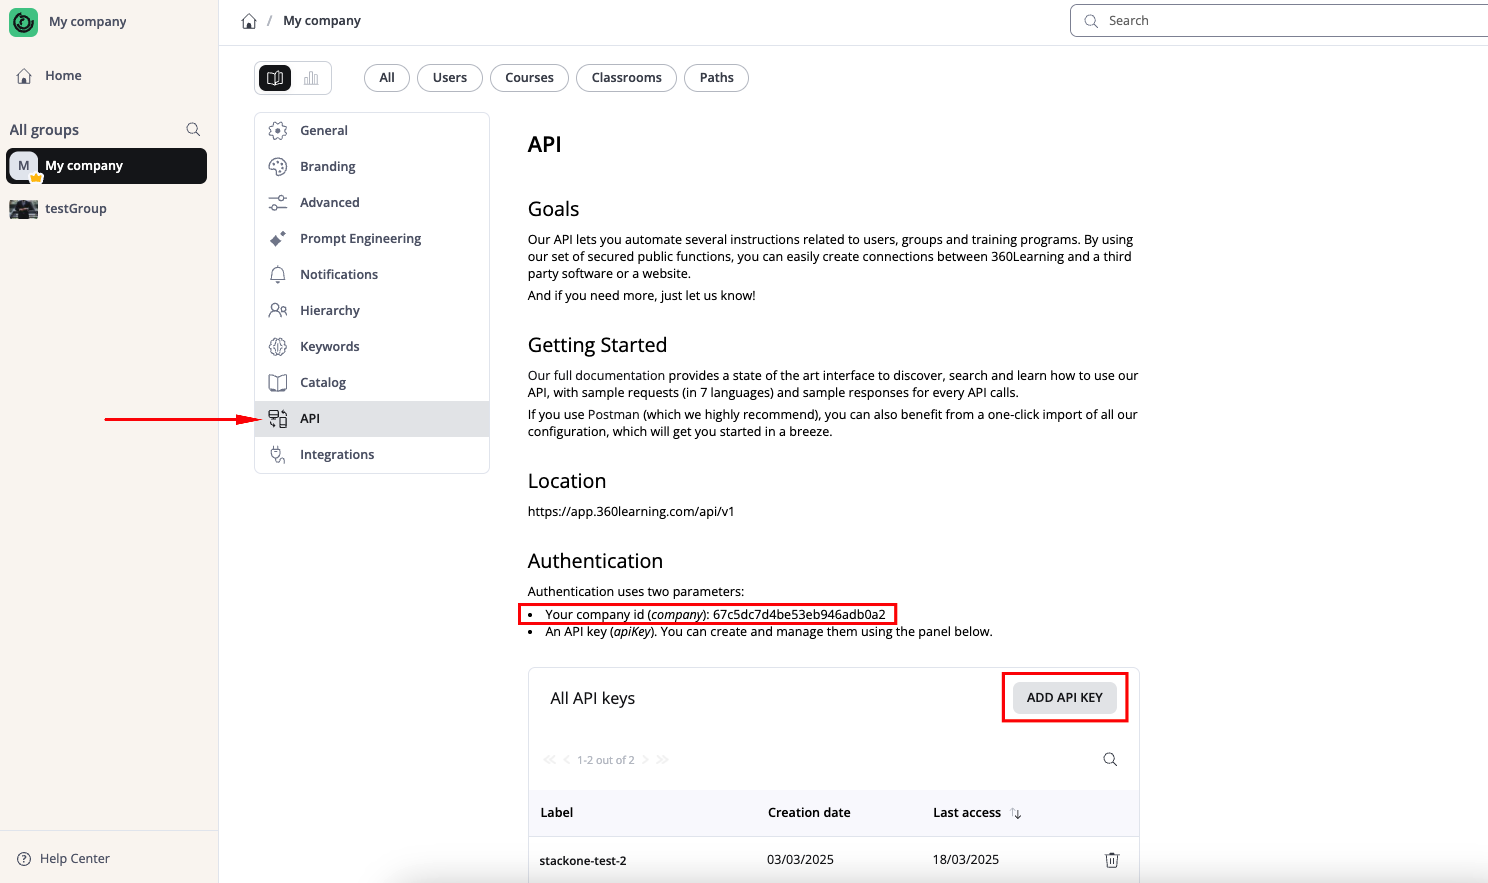 My company
Home
All groups
M My company
testGroup
Help Center
/ My company
Search
All
Users
Courses
Classrooms
Paths
General
Branding
Advanced
Prompt Engineering
Notifications
Hierarchy
Keywords
Catalog
API
Integrations
API
Goals
Our API lets you automate several instructions related to users, groups and training programs. By using
our set of secured public functions, you can easily create connections between 360Learning and a third
party software or a website.
And if you need more, just let us know!
Getting Started
Our full documentation provides a state of the art interface to discover, search and learn how to use our
API, with sample requests (in 7 languages) and sample responses for every API calls.
If you use Postman (which we highly recommend), you can also benefit from a one-click import of all our
configuration, which will get you started in a breeze.
Location
https://app.360learning.com/api/v1
Authentication
Authentication uses two parameters:
• Your company id (company): 67c5dc7d4be53eb946adb0a2
• An API key (apiKey). You can create and manage them using the panel below.
All API keys
ADD API KEY
1-2 out of 2
Label Creation date Last access
stackone-test-2 03/03/2025 18/03/2025